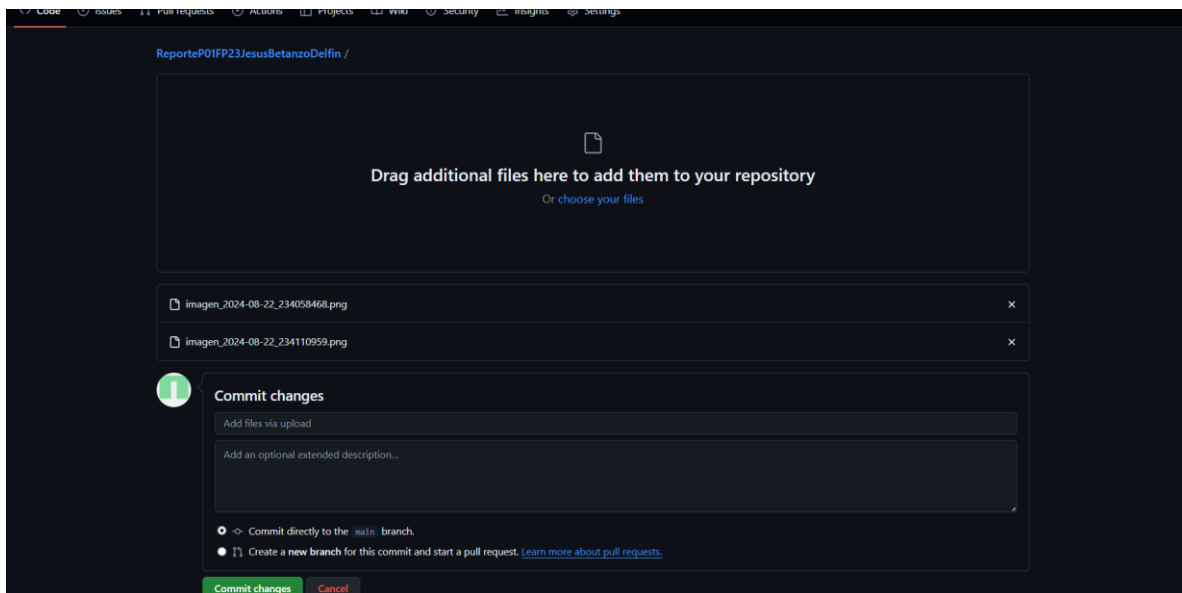 Code Issues Pull requests Actions Projects Wiki Security Insights Settings
ReporteP01FP23JesusBetanzoDelfin /
Drag additional files here to add them to your repository
Or choose your files
imagen_2024-08-22_234058468.png
imagen_2024-08-22_234110959.png
Commit changes
Add files via upload
Add an optional extended description...
Commit directly to the main branch.
Create a new branch for this commit and start a pull request. Learn more about pull requests.
Commit changes Cancel